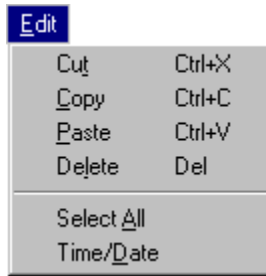 Edit
Cut Ctrl+X
Copy Ctrl+C
Paste Ctrl+V
Delete Del
Select All
Time/Date